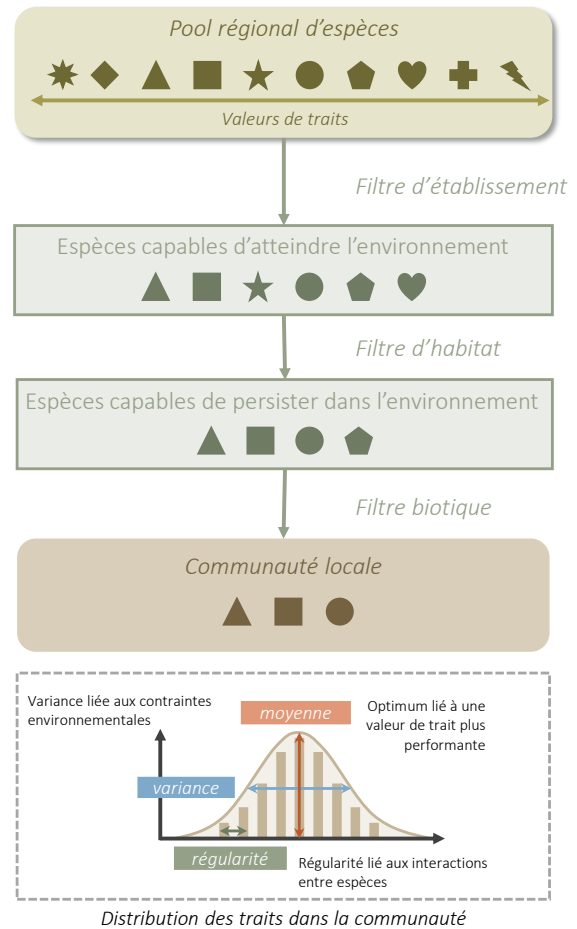 Pool régional d’espèces
Valeurs de traits
Filtre d’établissement
Espèces capables d’atteindre l’environnement
Filtre d’habitat
Espèces capables de persister dans l’environnement
Filtre biotique
Communauté locale
Variance liée aux contraintes
environnementales
moyenne
Optimum lié à une
valeur de trait plus
performante
variance
régularité
Régularité lié aux interactions
entre espèces
Distribution des traits dans la communauté